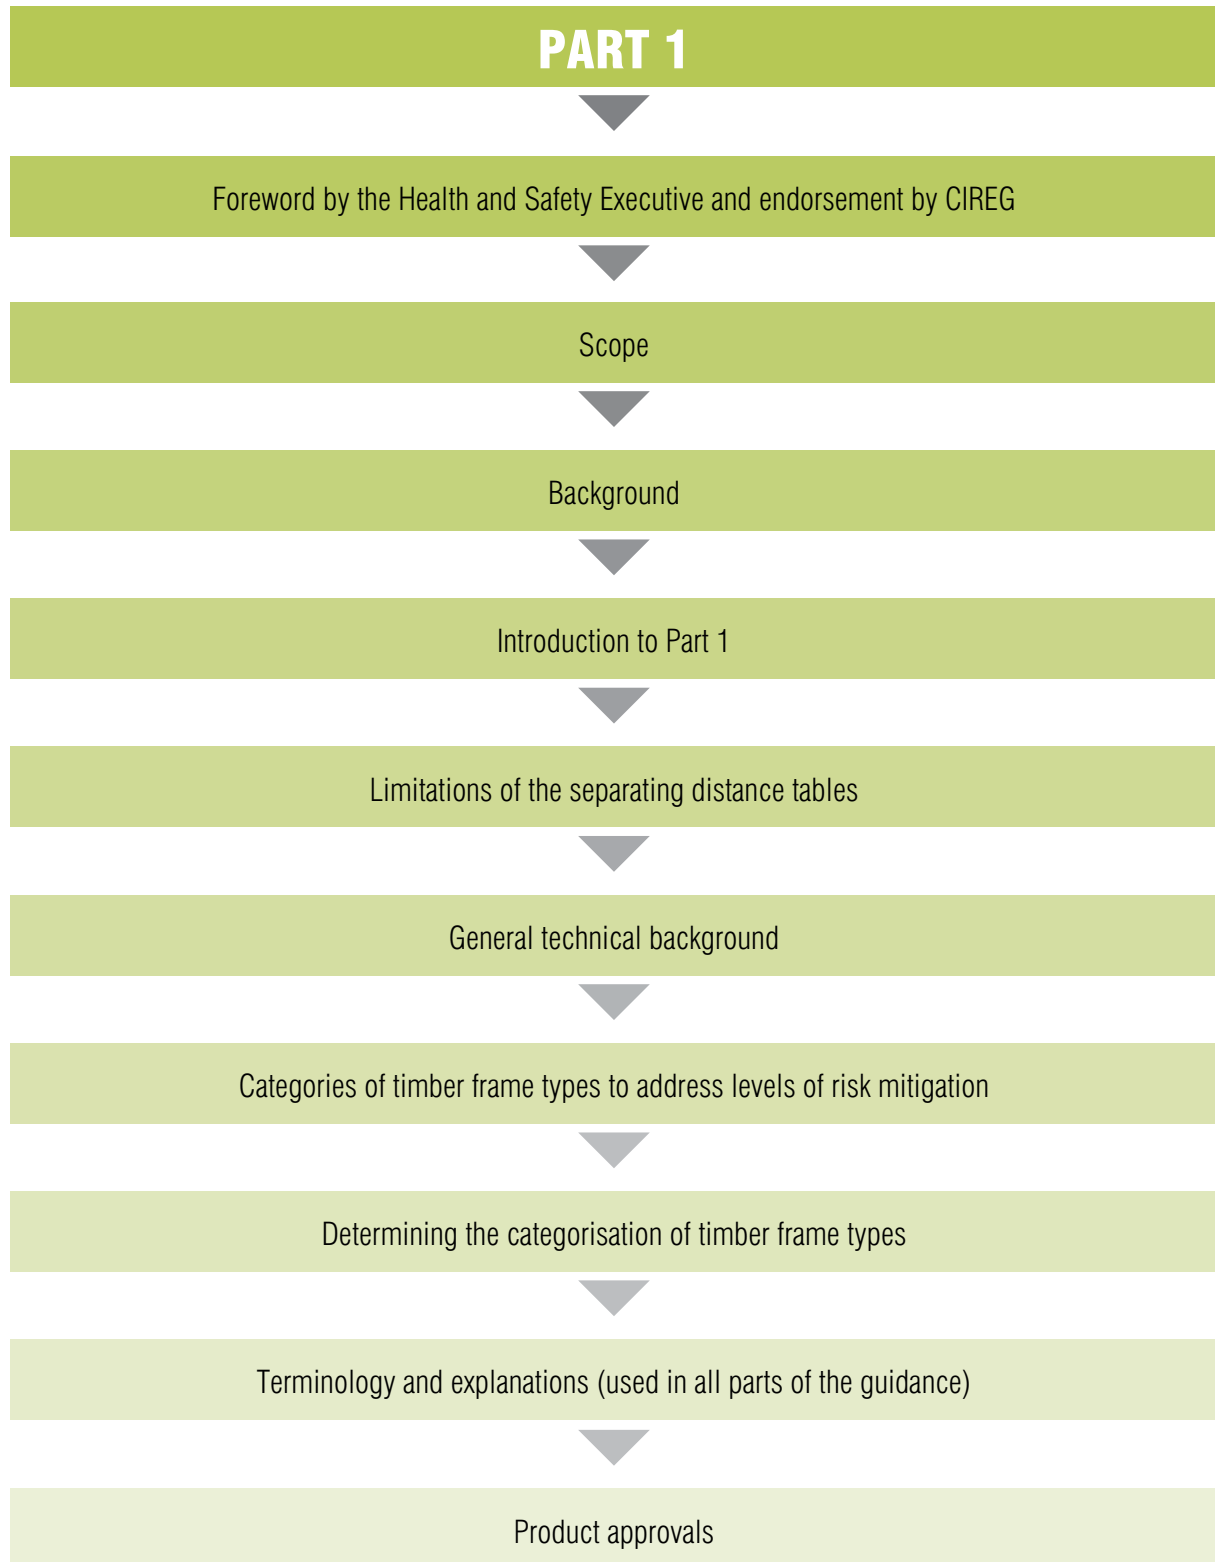 PART 1
Foreword by the Health and Safety Executive and endorsement by CIREG
Scope
Background
Introduction to Part 1
Limitations of the separating distance tables
General technical background
Categories of timber frame types to address levels of risk mitigation
Determining the categorisation of timber frame types
Terminology and explanations (used in all parts of the guidance)
Product approvals